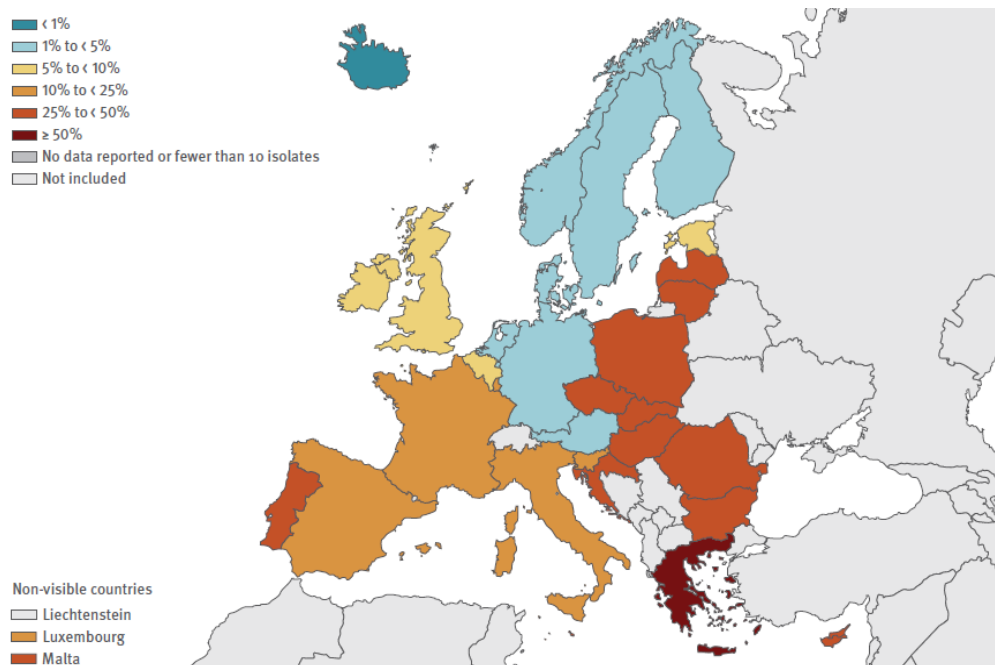 < 1%
1% to < 5%
5% to < 10%
10% to < 25%
25% to < 50%
≥ 50%
No data reported or fewer than 10 isolates
Not included
Non-visible countries
Liechtenstein
Luxembourg
Malta